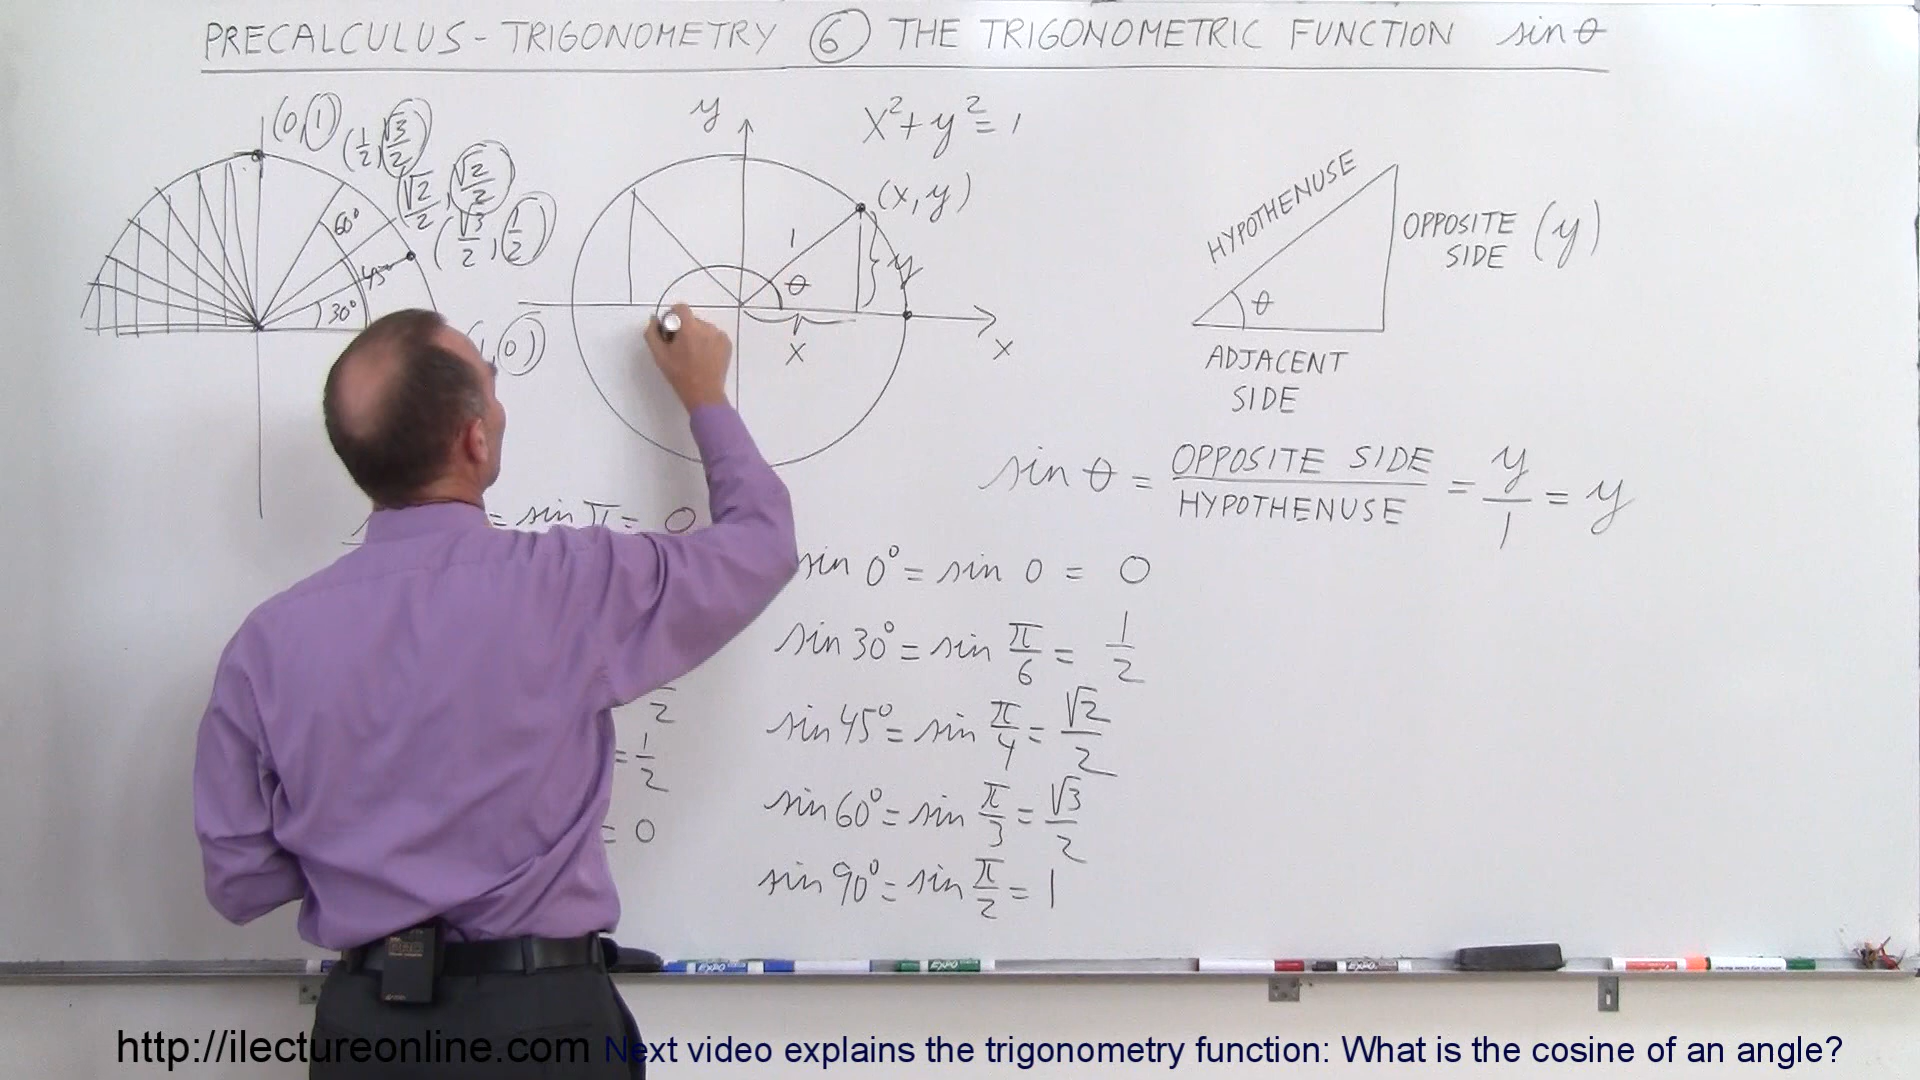 PRECALCULUS - TRIGONOMETRY ⑥ THE TRIGONOMETRIC FUNCTION sin θ
(0,1)
(1/2, √3/2)
(√2/2, √2/2)
(√3/2, 1/2)
60°
45°
30°
,0)
y
x²+y²=1
(x,y)
1
θ
y
x
x
HYPOTHENUSE
OPPOSITE (y)
SIDE
θ
ADJACENT
SIDE
sin θ = OPPOSITE SIDE/HYPOTHENUSE = y/1 = y
= sin π = 0
2
= 1/2
= 0
sin 0° = sin 0 = 0
sin 30° = sin π/6 = 1/2
sin 45° = sin π/4 = √2/2
sin 60° = sin π/3 = √3/2
sin 90° = sin π/2 = 1
EXPO
EXPO
EXPO
http://ilectureonline.com Next video explains the trigonometry function: What is the cosine of an angle?